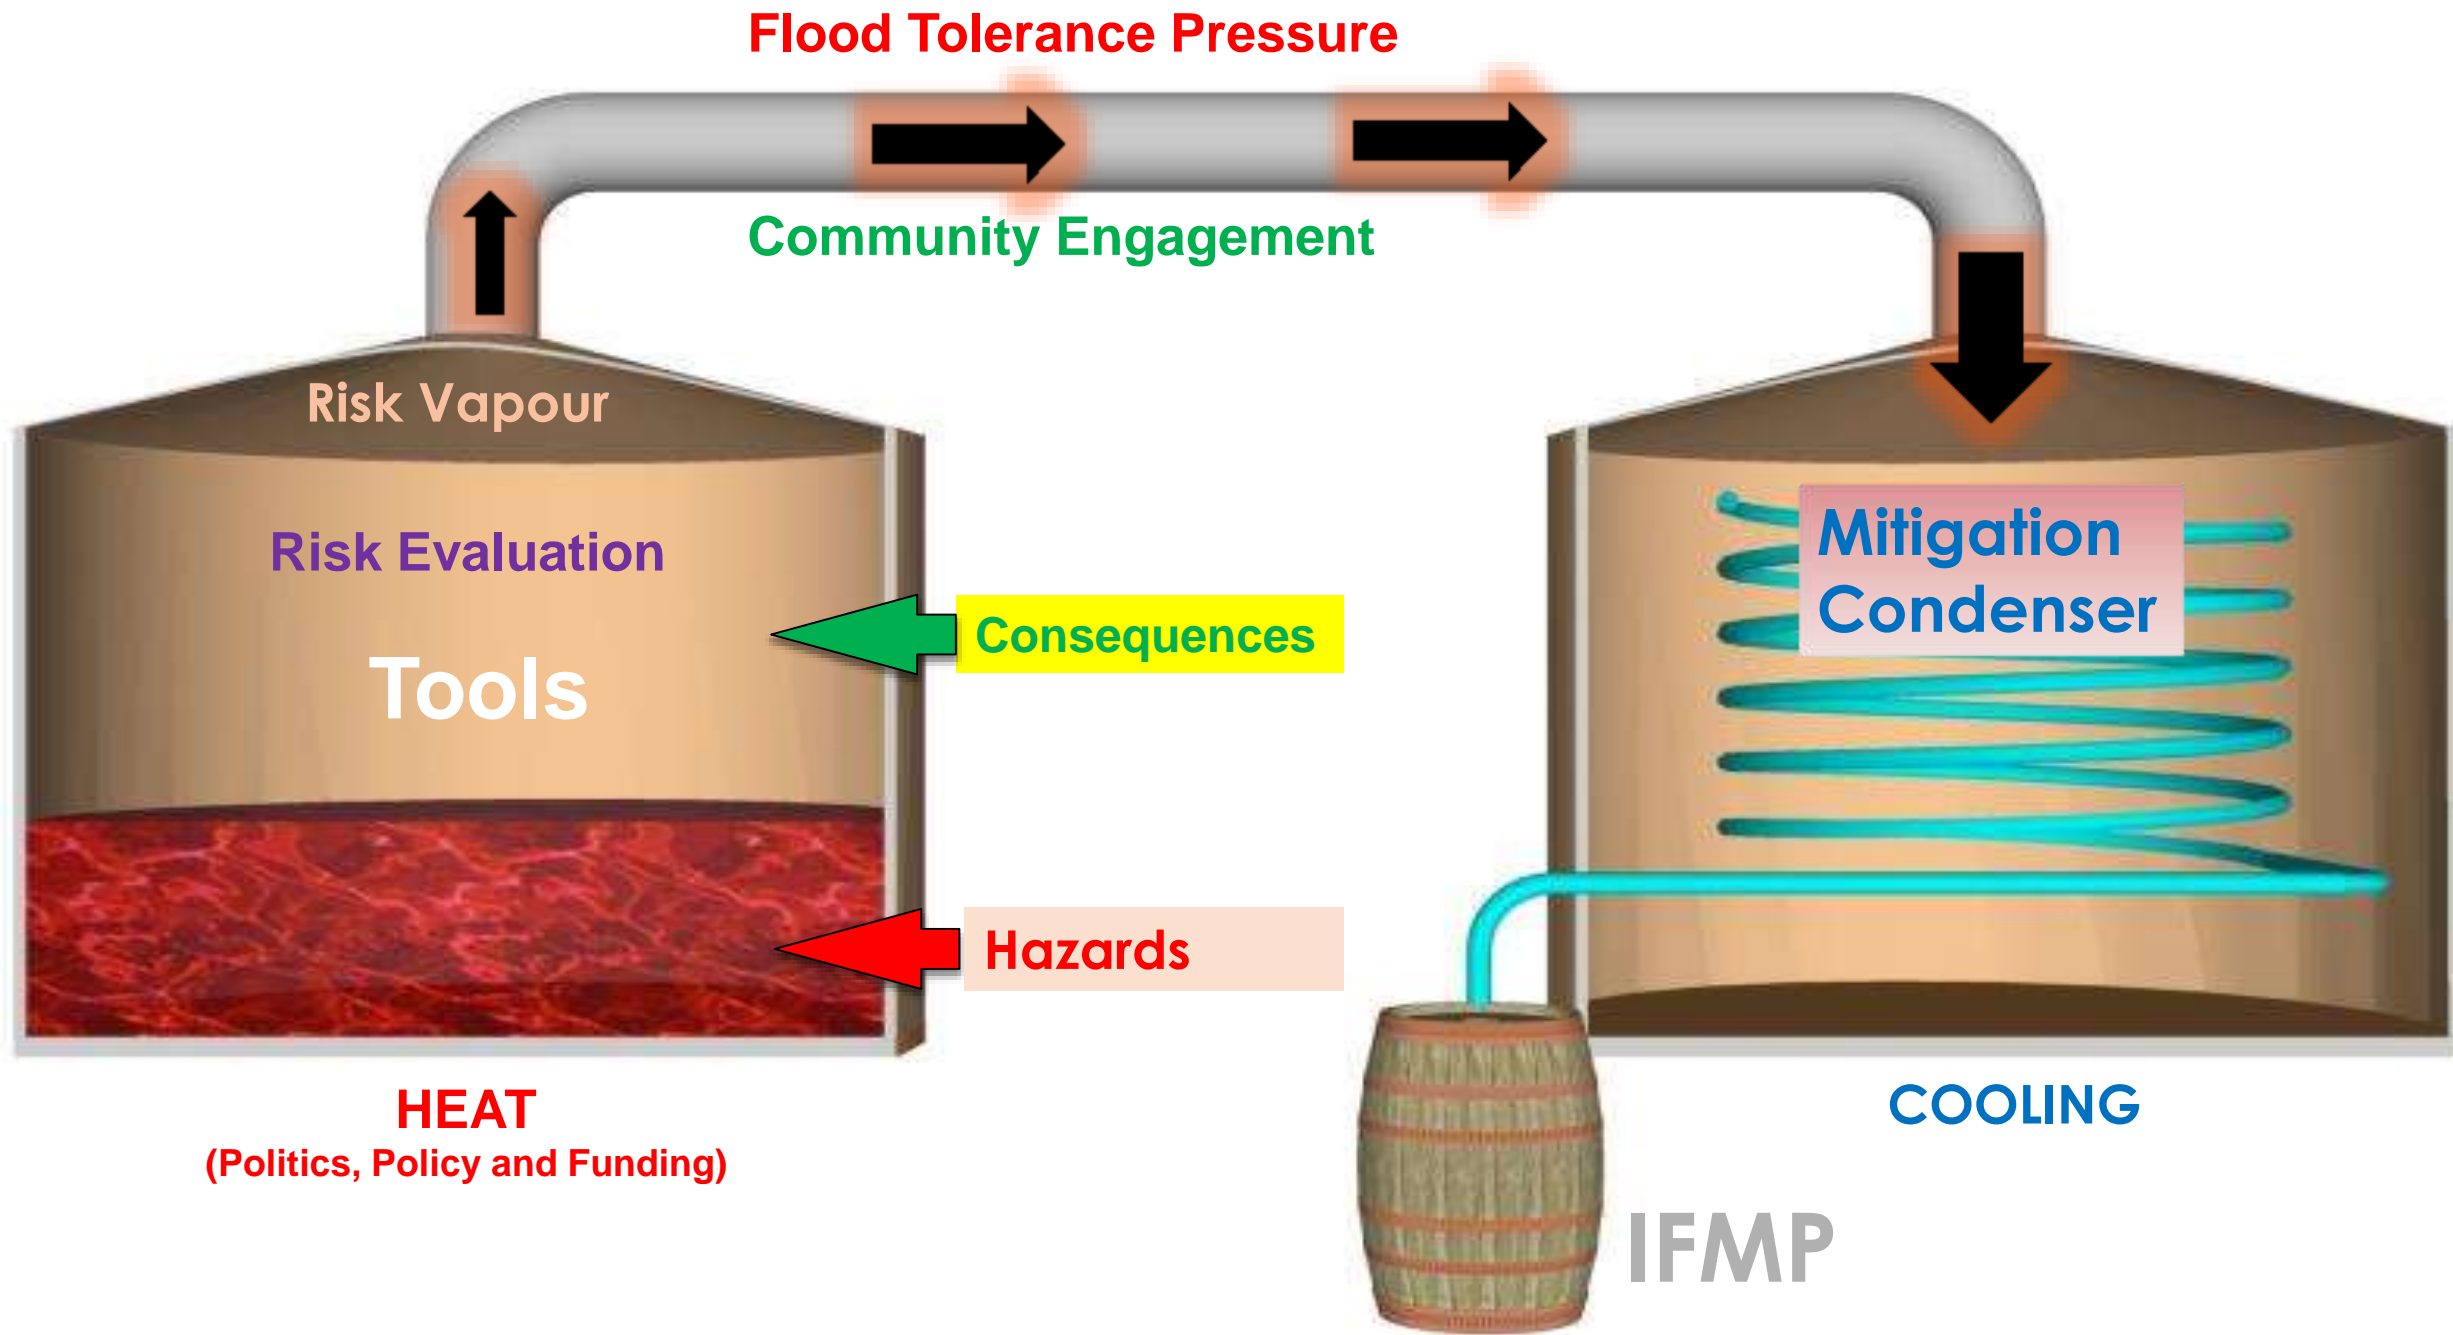 Flood Tolerance Pressure
Community Engagement
Risk Vapour
Risk Evaluation
Tools
Consequences
Hazards
Mitigation
Condenser
HEAT
(Politics, Policy and Funding)
COOLING
IFMP